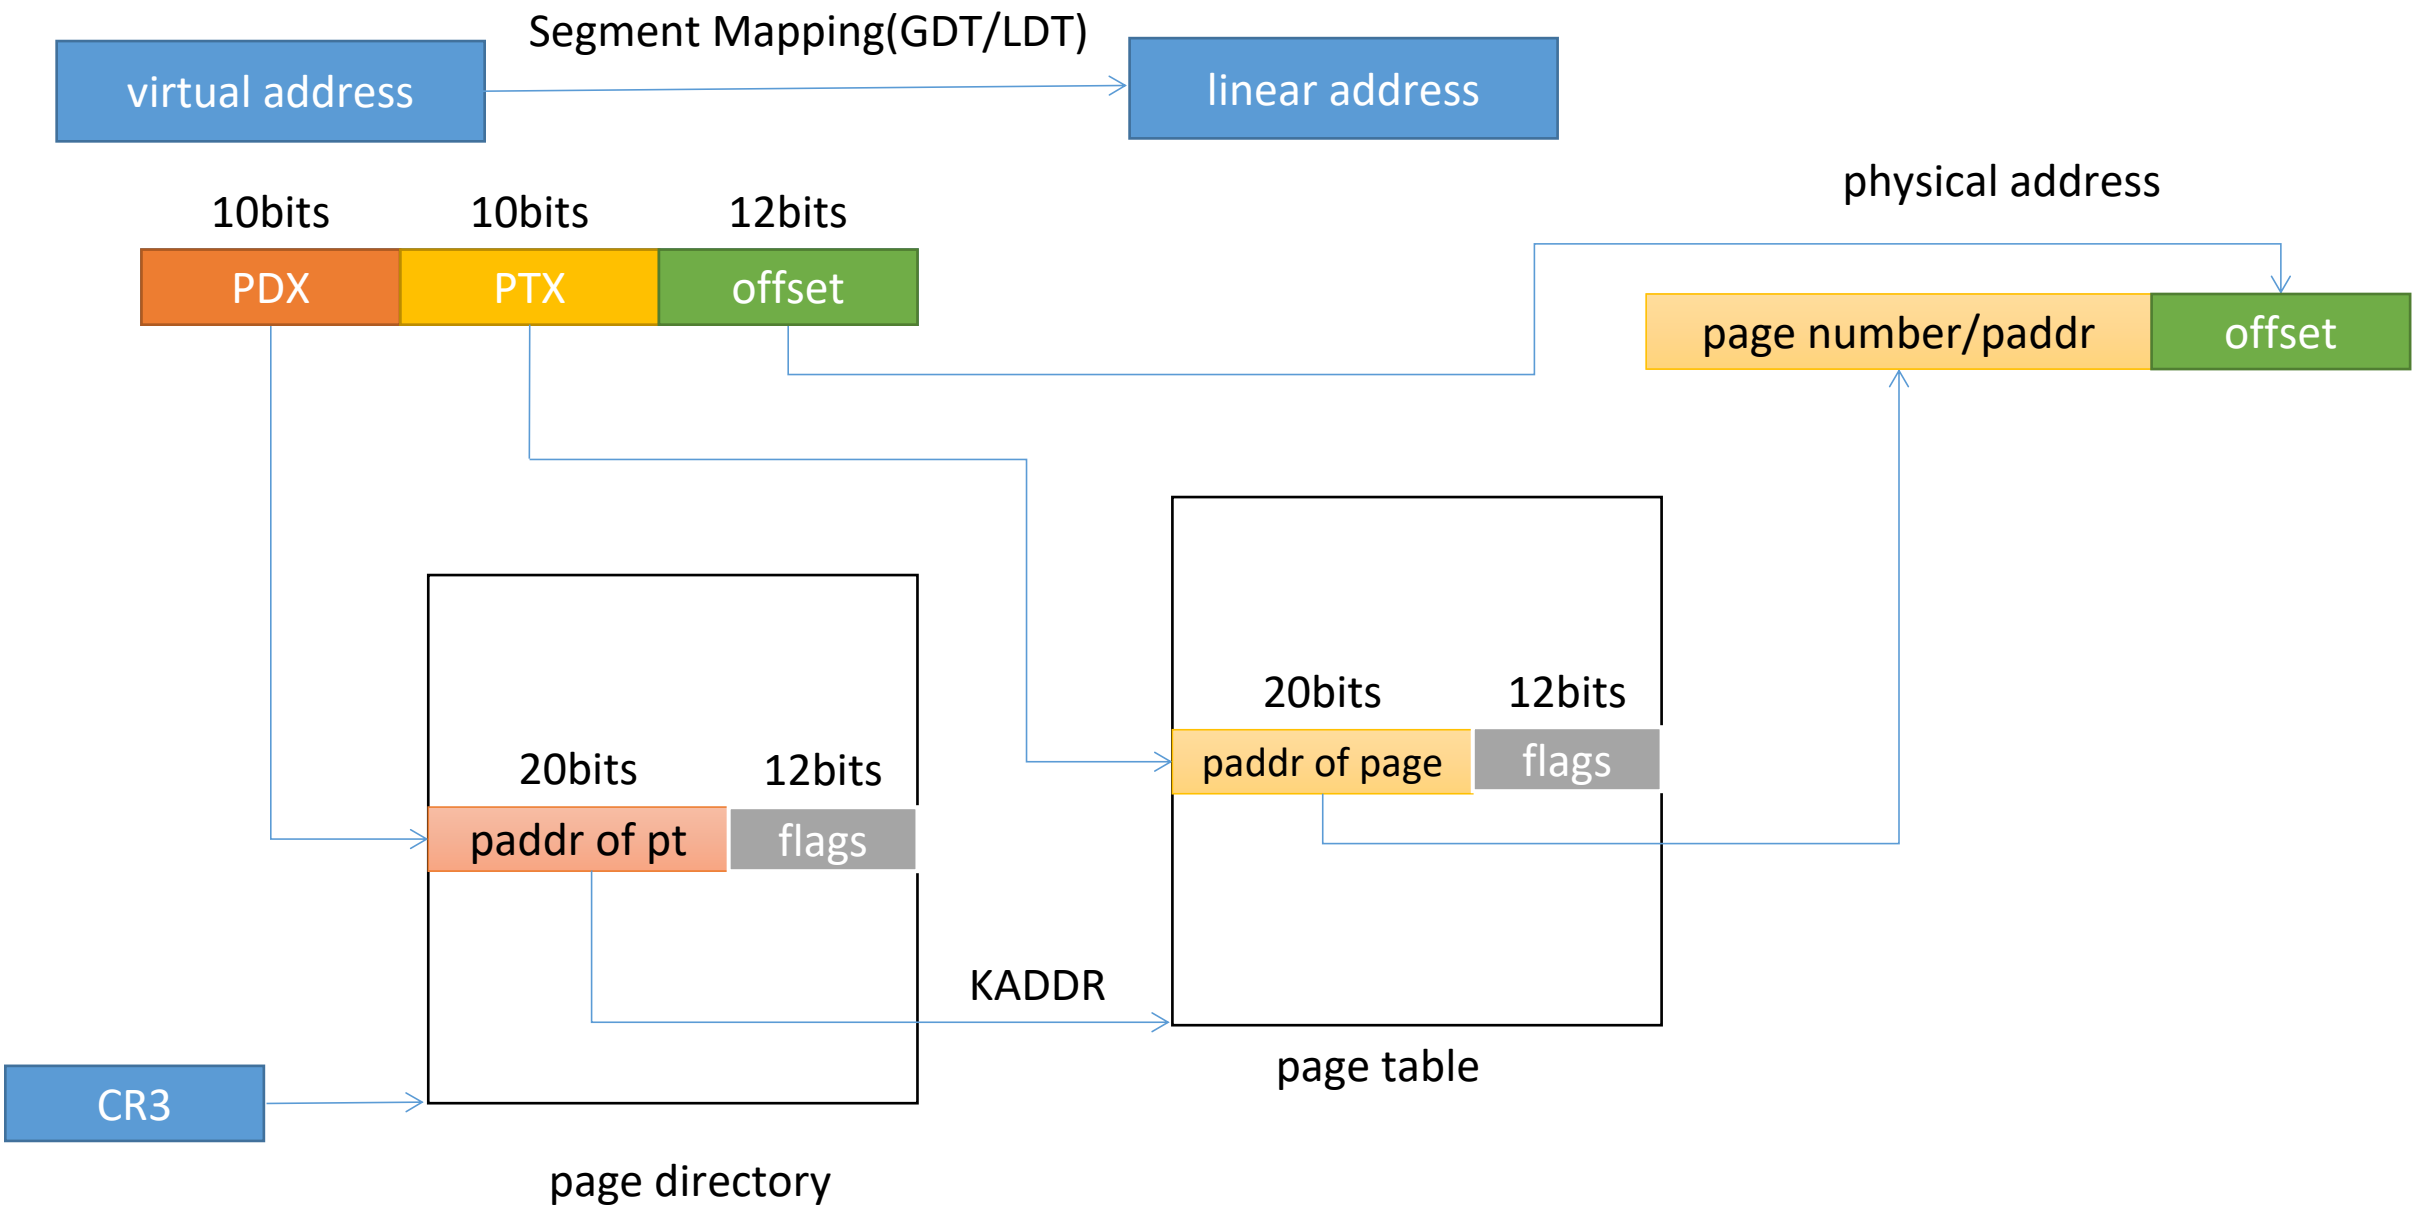 Segment Mapping(GDT/LDT)
virtual address
linear address
physical address
10bits
10bits
12bits
PDX
PTX
offset
page number/paddr
offset
20bits
12bits
paddr of page
flags
20bits
12bits
paddr of pt
flags
KADDR
page table
CR3
page directory